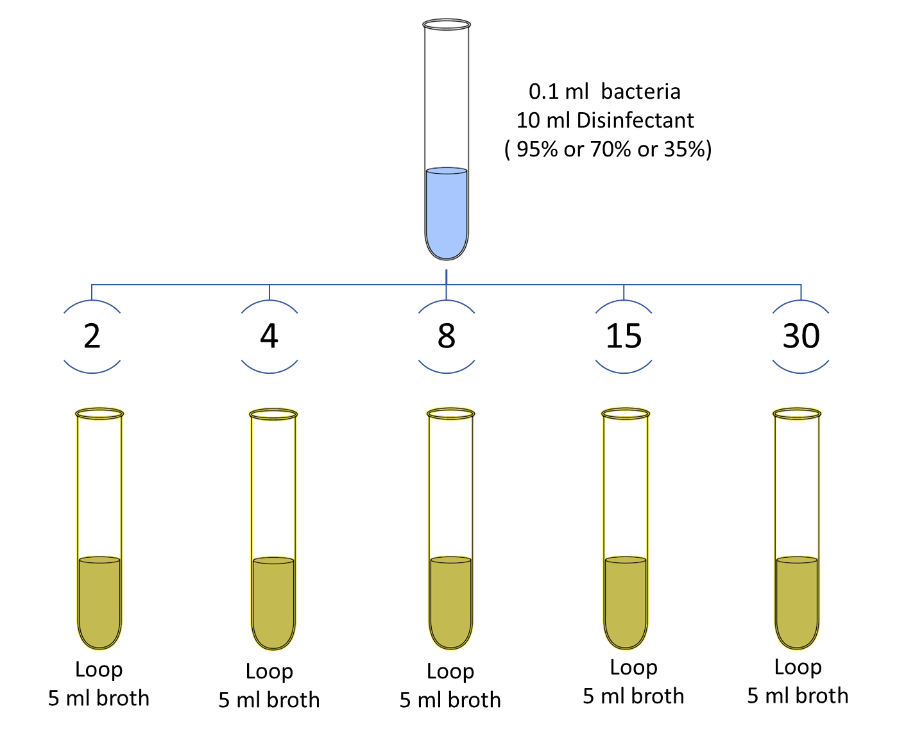 0.1 ml  bacteria
10 ml Disinfectant
( 95% or 70% or 35%)
2
4
8
15
30
Loop
5 ml broth
Loop
5 ml broth
Loop
5 ml broth
Loop
5 ml broth
Loop
5 ml broth